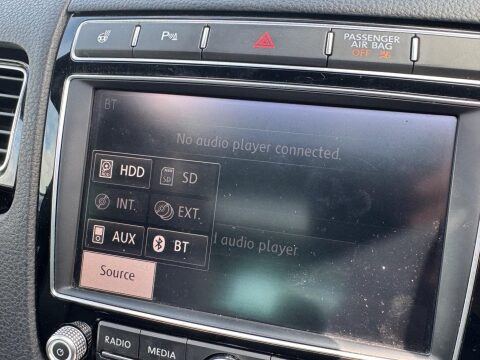 P
PASSENGER
AIR BAG
OFF
BT
No audio player connected.
HDD
SD
SD
INT.
EXT.
AUX
BT
d audio player
Source
RADIO
MEDIA